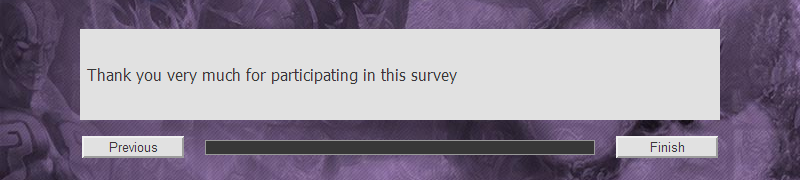 Thank you very much for participating in this survey
Previous
Finish